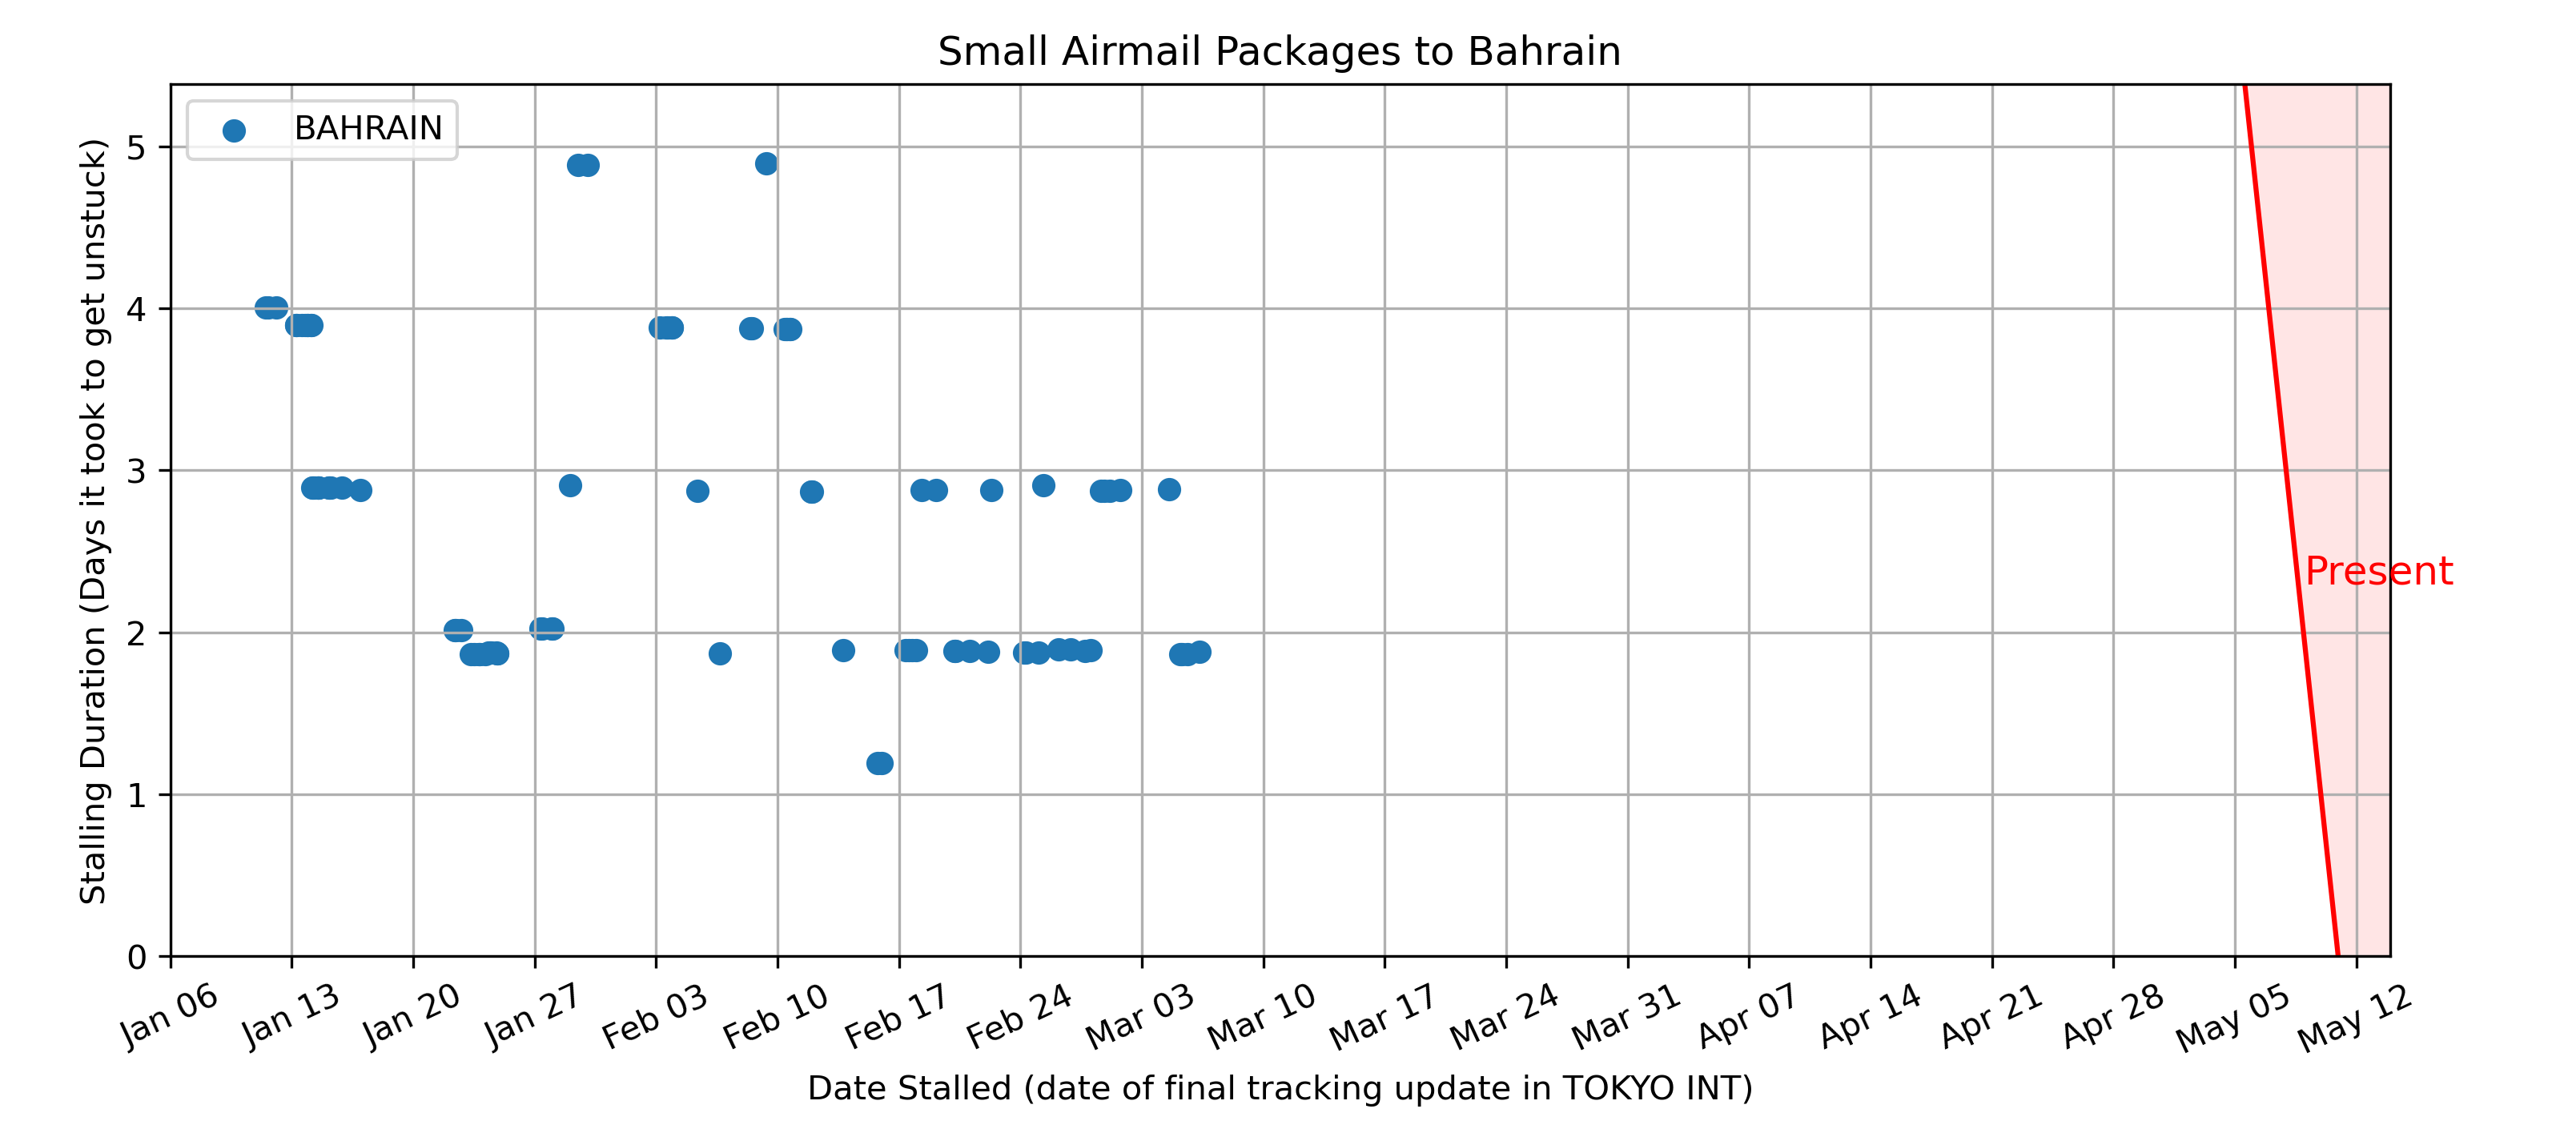 Small Airmail Packages to Bahrain
BAHRAIN
Stalling Duration (Days it took to get unstuck)
5
4
3
2
1
0
Present
Jan 06
Jan 13
Jan 20
Jan 27
Feb 03
Feb 10
Feb 17
Feb 24
Mar 03
Mar 10
Mar 17
Mar 24
Mar 31
Apr 07
Apr 14
Apr 21
Apr 28
May 05
May 12
Date Stalled (date of final tracking update in TOKYO INT)